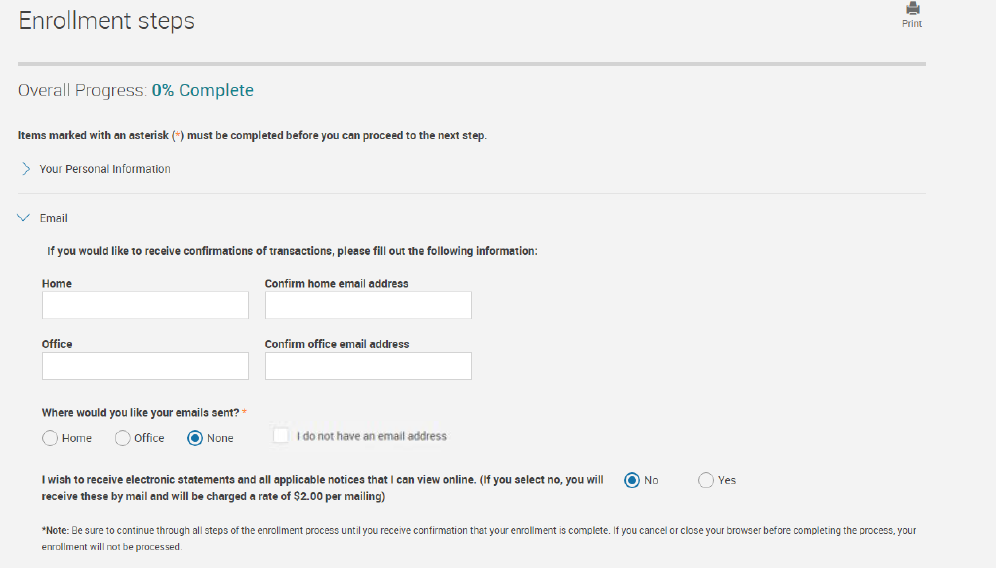 Enrollment steps
Print
Overall Progress: 0% Complete
Items marked with an asterisk (*) must be completed before you can proceed to the next step.
Your Personal Information
Email
If you would like to receive confirmations of transactions, please fill out the following information:
Home Confirm home email address
Office Confirm office email address
Where would you like your emails sent? *
Home Office None I do not have an email address
I wish to receive electronic statements and all applicable notices that I can view online. (If you select no, you will No Yes
receive these by mail and will be charged a rate of $2.00 per mailing)
*Note: Be sure to continue through all steps of the enrollment process until you receive confirmation that your enrollment is complete. If you cancel or close your browser before completing the process, your
enrollment will not be processed.